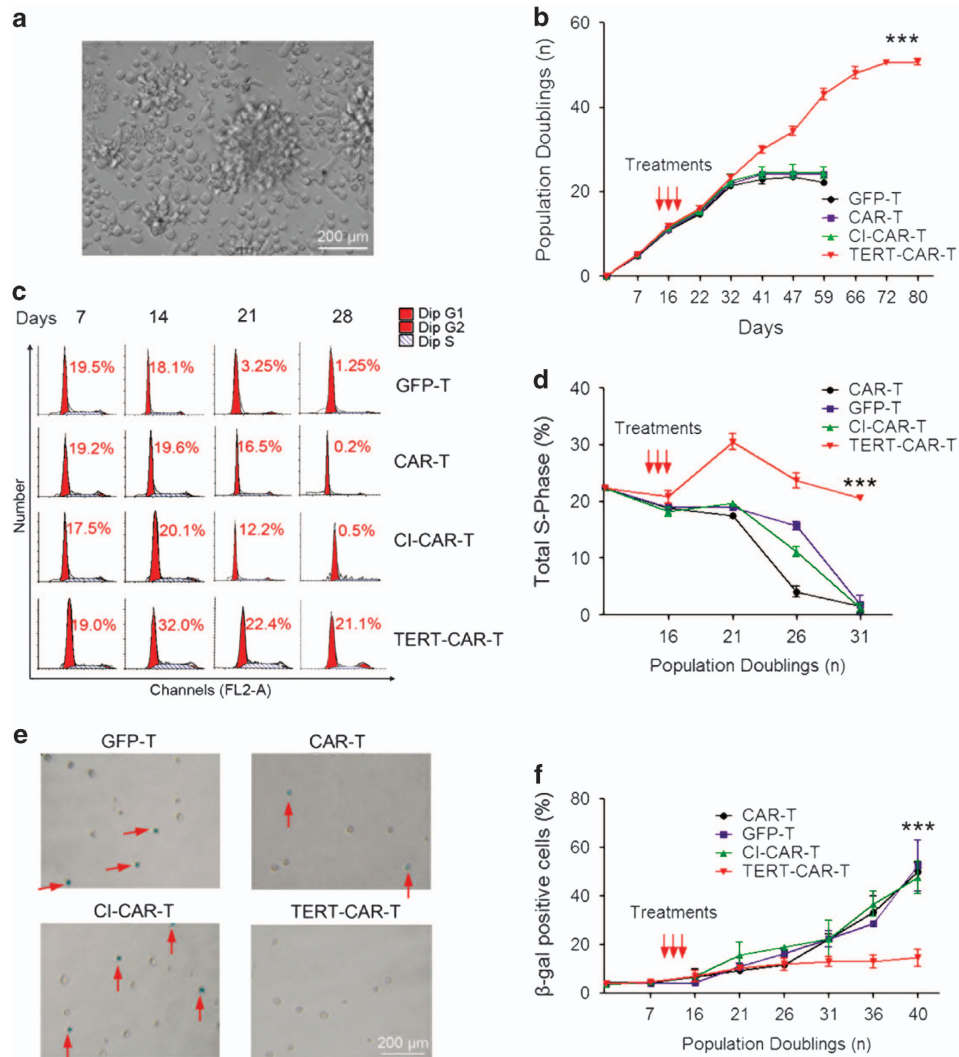 a
200 μm
b
Population Doublings (n)
60
40
20
0
Treatments
***
GFP-T
CAR-T
CI-CAR-T
TERT-CAR-T
7 16 22 32 41 47 59 66 72 80
Days
c
Days 7 14 21 28
Dip G1
Dip G2
Dip S
19.5% 18.1% 3.25% 1.25% GFP-T
19.2% 19.6% 16.5% 0.2% CAR-T
17.5% 20.1% 12.2% 0.5% CI-CAR-T
19.0% 32.0% 22.4% 21.1% TERT-CAR-T
Number
Channels (FL2-A)
d
Total S-Phase (%)
40
30
20
10
0
Treatments
CAR-T
GFP-T
CI-CAR-T
TERT-CAR-T
***
16 21 26 31
Population Doublings (n)
e
GFP-T CAR-T
CI-CAR-T TERT-CAR-T
200 μm
f
β-gal positive cells (%)
80
60
40
20
0
CAR-T
GFP-T
CI-CAR-T
TERT-CAR-T
Treatments
***
7 16 21 26 31 36 40
Population Doublings (n)